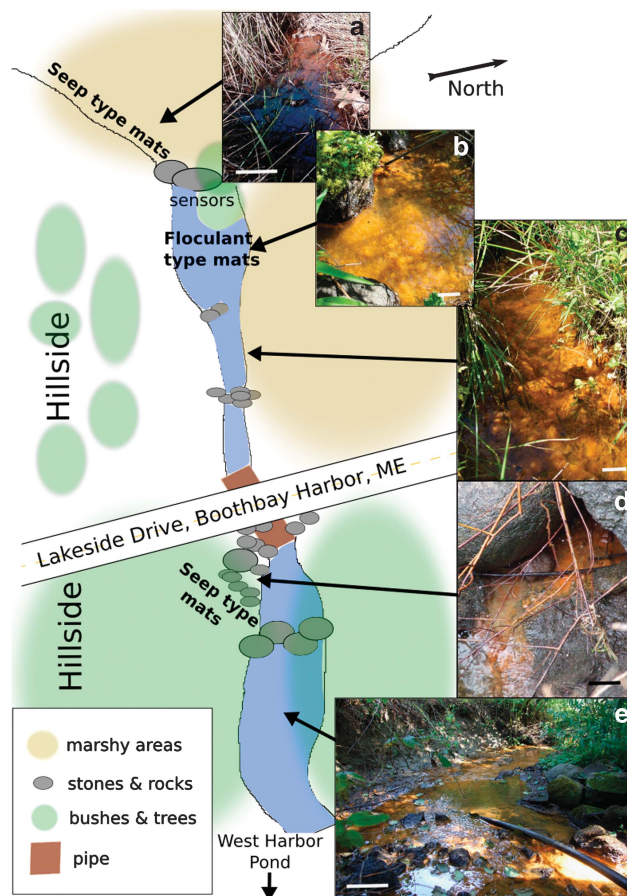 a
North
Seep type mats
b
sensors
Floculant
type mats
c
Hillside
Lakeside Drive, Boothbay Harbor, ME
d
Seep type
mats
Hillside
e
marshy areas
stones & rocks
bushes & trees
pipe
West Harbor
Pond